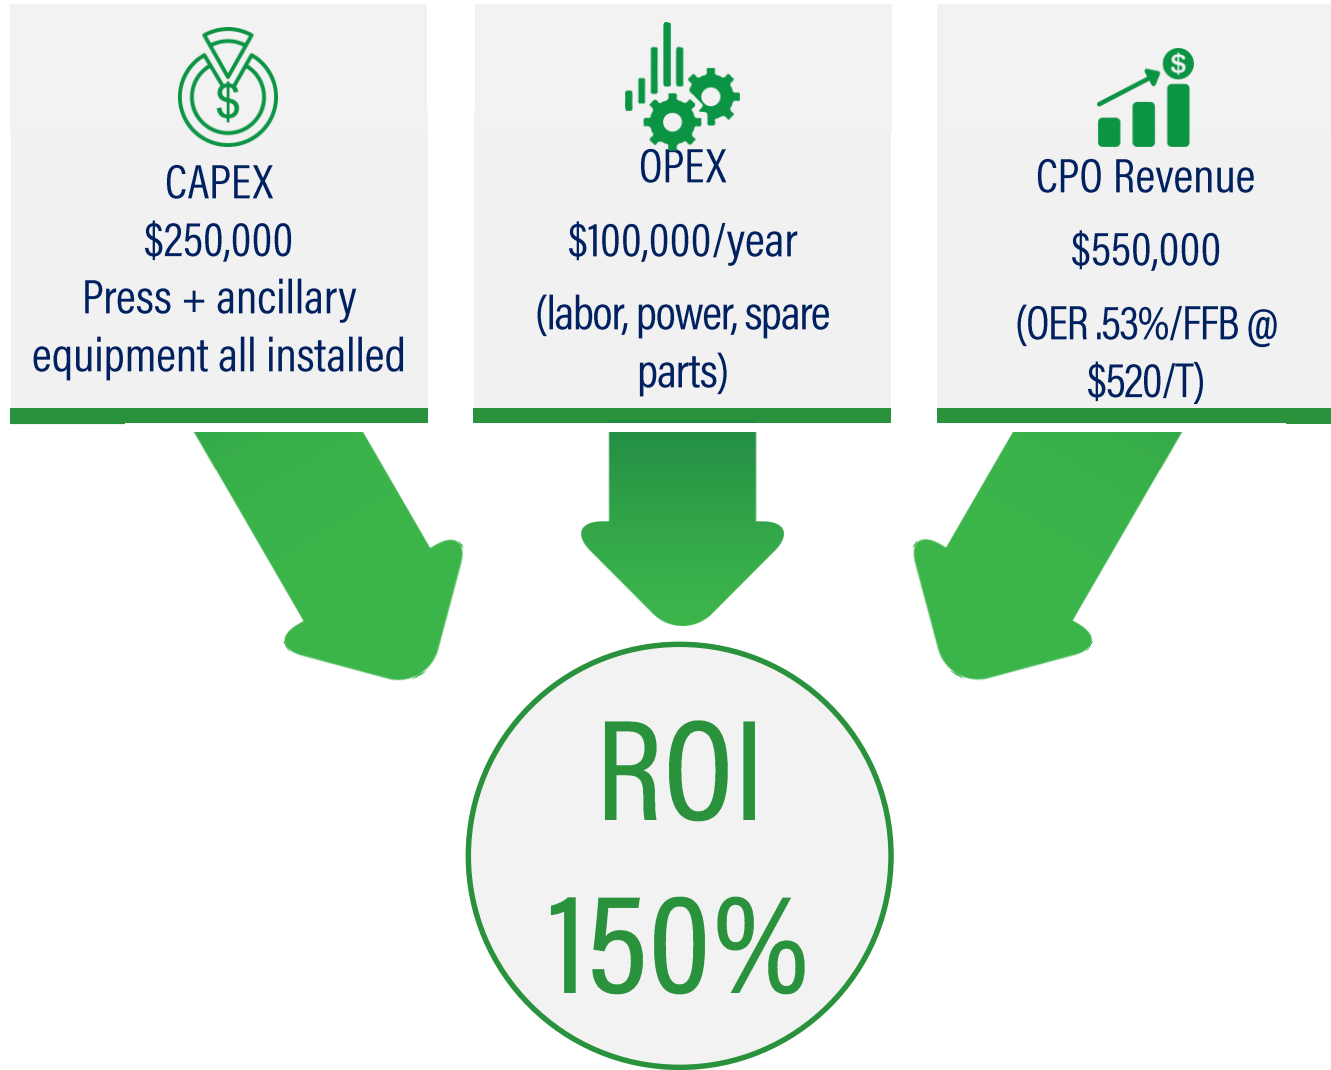 $
CAPEX
$250,000
Press + ancillary
equipment all installed
OPEX
$100,000/year
(labor, power, spare
parts)
$
CPO Revenue
$550,000
(OER .53%/FFB @
$520/T)
ROI
150%